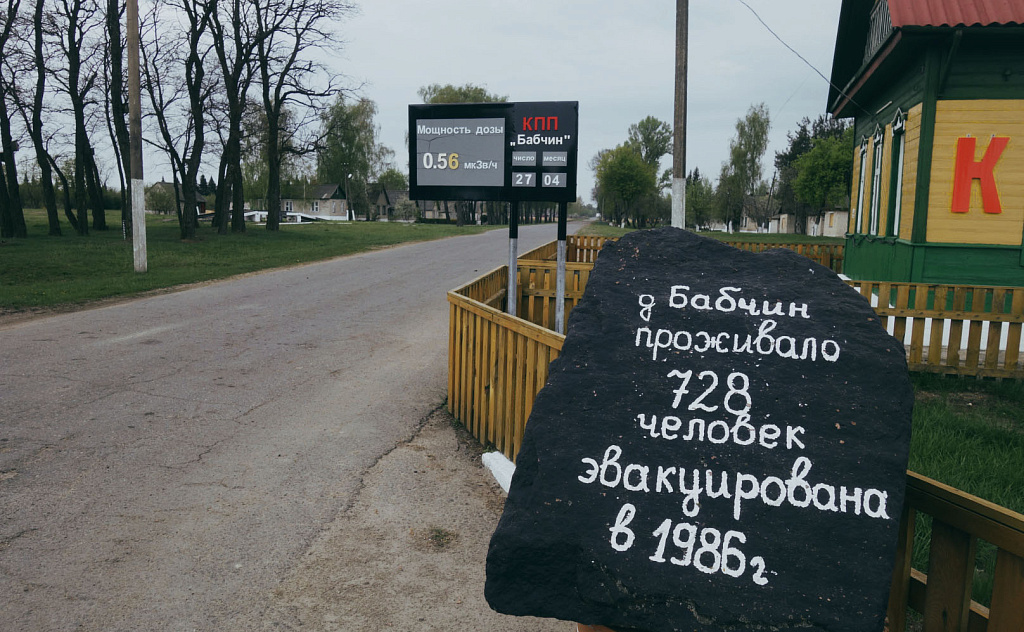 Мощность дозы
0.56 мкЗв/ч
КПП
„Бабчин"
число месяц
27 04
К
д Бабчин
проживало
728
человек
эвакуирована
в 1986г.